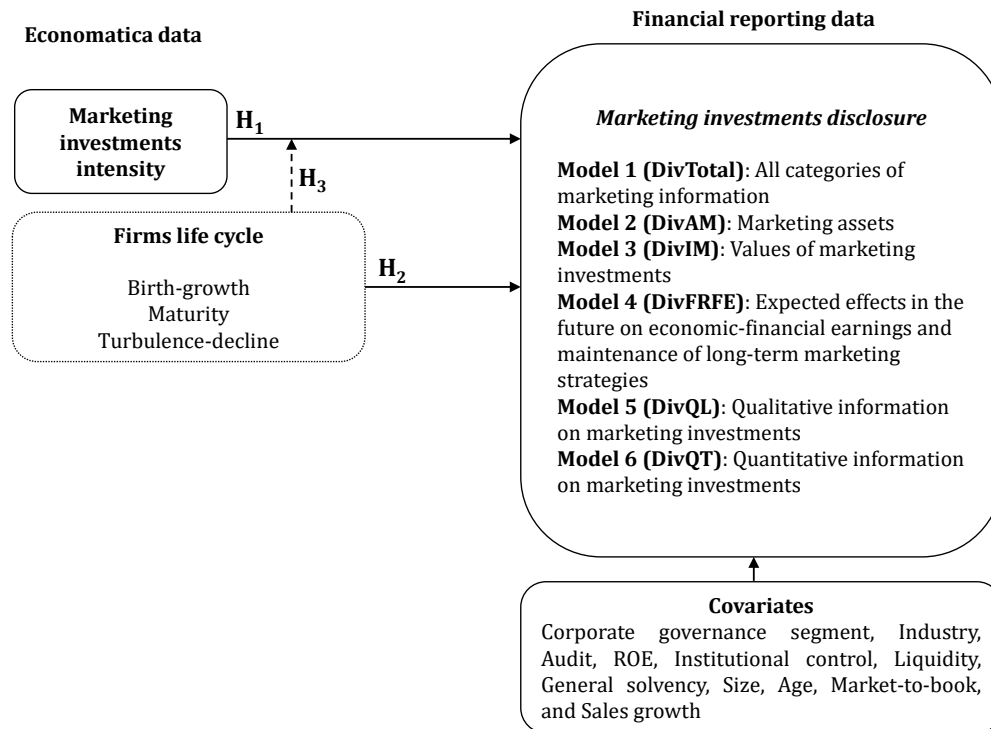 Economatica data
Marketing
investments
intensity
H1
H3
Firms life cycle
Birth-growth
Maturity
Turbulence-decline
H2
Financial reporting data
Marketing investments disclosure
Model 1 (DivTotal): All categories of
marketing information
Model 2 (DivAM): Marketing assets
Model 3 (DivIM): Values of marketing
investments
Model 4 (DivFRFE): Expected effects in the
future on economic-financial earnings and
maintenance of long-term marketing
strategies
Model 5 (DivQL): Qualitative information
on marketing investments
Model 6 (DivQT): Quantitative information
on marketing investments
Covariates
Corporate governance segment, Industry,
Audit, ROE, Institutional control, Liquidity,
General solvency, Size, Age, Market-to-book,
and Sales growth